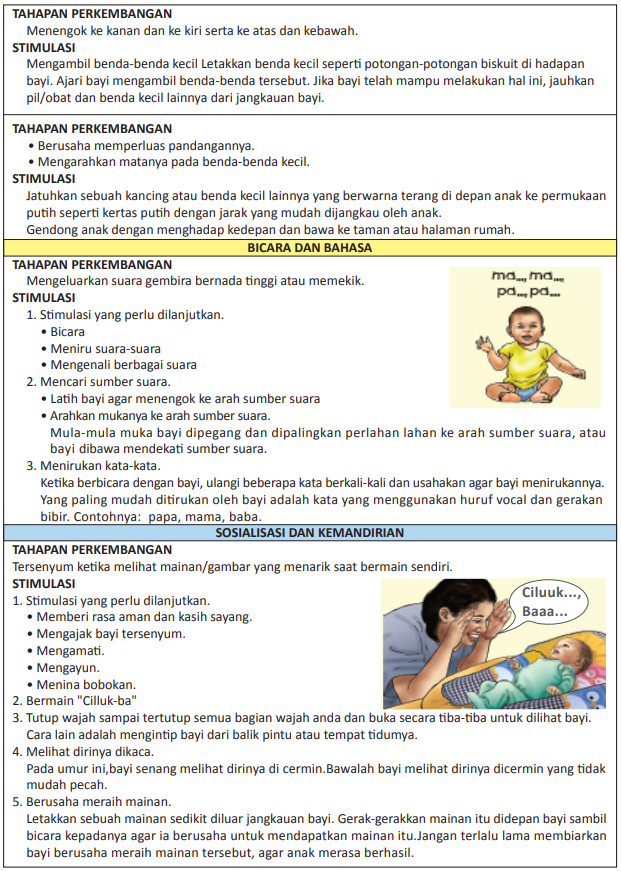 TAHAPAN PERKEMBANGAN
Menengok ke kanan dan ke kiri serta ke atas dan kebawah.
STIMULASI
Mengambil benda-benda kecil Letakkan benda kecil seperti potongan-potongan biskuit di hadapan
bayi. Ajari bayi mengambil benda-benda tersebut. Jika bayi telah mampu melakukan hal ini, jauhkan
pil/obat dan benda kecil lainnya dari jangkauan bayi.
TAHAPAN PERKEMBANGAN
• Berusaha memperluas pandangannya.
• Mengarahkan matanya pada benda-benda kecil.
STIMULASI
Jatuhkan sebuah kancing atau benda kecil lainnya yang berwarna terang di depan anak ke permukaan
putih seperti kertas putih dengan jarak yang mudah dijangkau oleh anak.
Gendong anak dengan menghadap kedepan dan bawa ke taman atau halaman rumah.
BICARA DAN BAHASA
TAHAPAN PERKEMBANGAN
Mengeluarkan suara gembira bernada tinggi atau memekik.
STIMULASI
1. Stimulasi yang perlu dilanjutkan.
• Bicara
• Meniru suara-suara
• Mengenali berbagai suara
2. Mencari sumber suara.
• Latih bayi agar menengok ke arah sumber suara
• Arahkan mukanya ke arah sumber suara.
Mula-mula muka bayi dipegang dan dipalingkan perlahan lahan ke arah sumber suara, atau
bayi dibawa mendekati sumber suara.
3. Menirukan kata-kata.
Ketika berbicara dengan bayi, ulangi beberapa kata berkali-kali dan usahakan agar bayi menirukannya.
Yang paling mudah ditirukan oleh bayi adalah kata yang menggunakan huruf vocal dan gerakan
bibir. Contohnya: papa, mama, baba.
ma..., ma...,
pa..., pa....
SOSIALISASI DAN KEMANDIRIAN
TAHAPAN PERKEMBANGAN
Tersenyum ketika melihat mainan/gambar yang menarik saat bermain sendiri.
STIMULASI
1. Stimulasi yang perlu dilanjutkan.
• Memberi rasa aman dan kasih sayang.
• Mengajak bayi tersenyum.
• Mengamati.
• Mengayun.
• Menina bobokan.
2. Bermain "Cilluk-ba"
Ciluuk...,
Baaa...
3. Tutup wajah sampai tertutup semua bagian wajah anda dan buka secara tiba-tiba untuk dilihat bayi.
Cara lain adalah mengintip bayi dari balik pintu atau tempat tidumya.
4. Melihat dirinya dikaca.
Pada umur ini,bayi senang melihat dirinya di cermin.Bawalah bayi melihat dirinya dicermin yang tidak
mudah pecah.
5. Berusaha meraih mainan.
Letakkan sebuah mainan sedikit diluar jangkauan bayi. Gerak-gerakkan mainan itu didepan bayi sambil
bicara kepadanya agar ia berusaha untuk mendapatkan mainan itu.Jangan terlalu lama membiarkan
bayi berusaha meraih mainan tersebut, agar anak merasa berhasil.